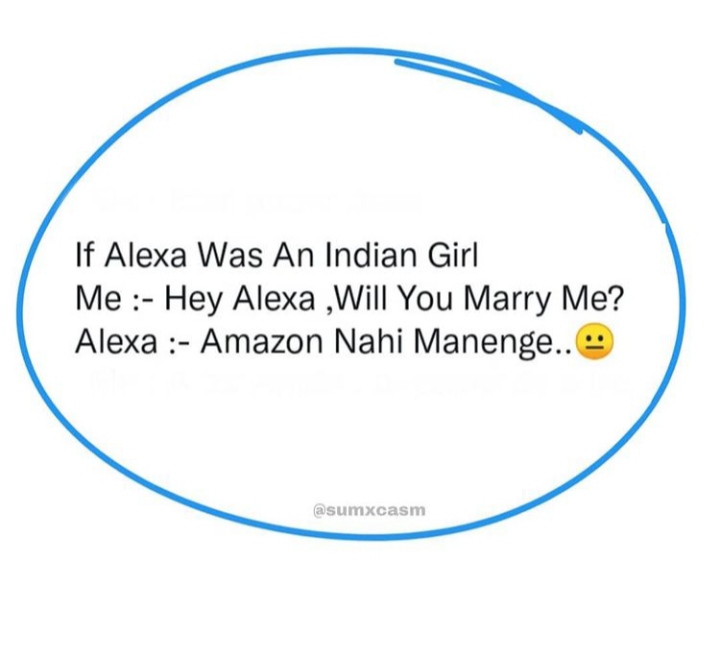 If Alexa Was An Indian Girl
Me :- Hey Alexa ,Will You Marry Me?
Alexa :- Amazon Nahi Manenge..😐
@sumxcasm